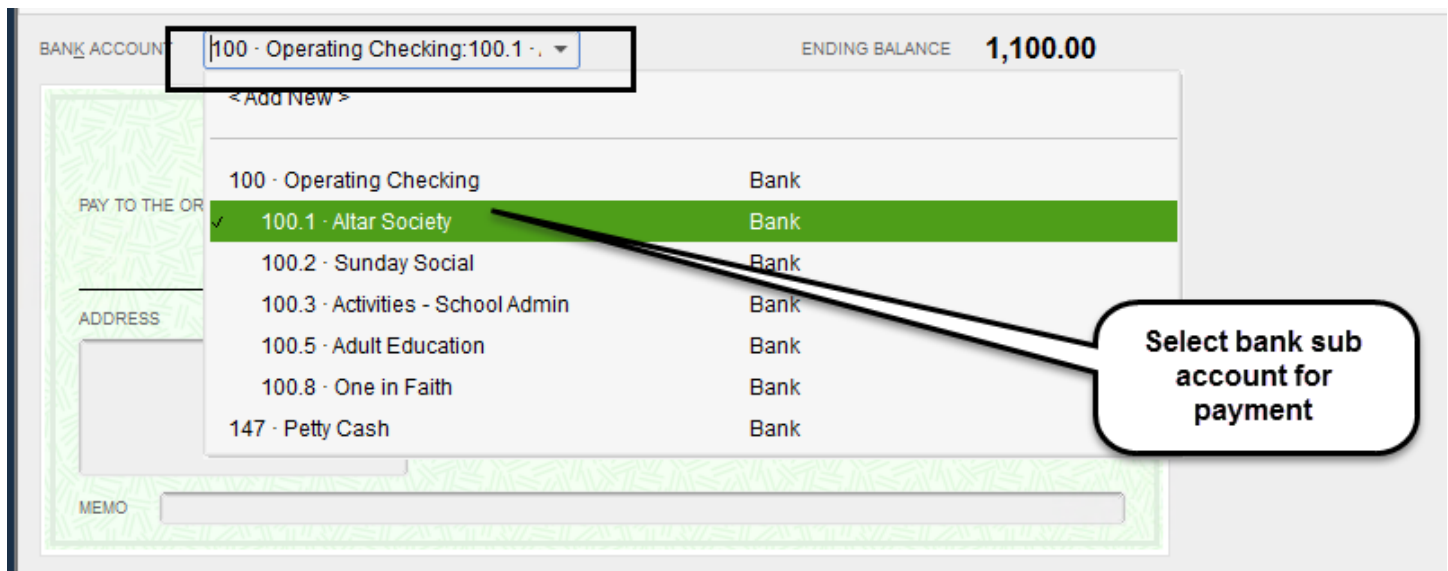 BANK ACCOUNT 100 · Operating Checking:100.1 · ENDING BALANCE 1,100.00
< Add New >
100 · Operating Checking Bank
PAY TO THE OR
✓ 100.1 · Altar Society Bank
100.2 · Sunday Social Bank
100.3 · Activities - School Admin Bank
ADDRESS
100.5 · Adult Education Bank
100.8 · One in Faith Bank
147 · Petty Cash Bank
Select bank sub
account for
payment
MEMO